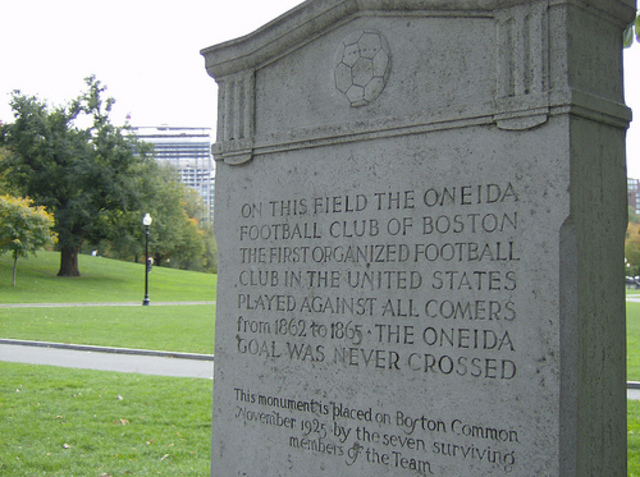 ON THIS FIELD THE ONEIDA
FOOTBALL CLUB OF BOSTON
THE FIRST ORGANIZED FOOTBALL
CLUB IN THE UNITED STATES
PLAYED AGAINST ALL COMERS
from 1862 to 1865 · THE ONEIDA
GOAL WAS NEVER CROSSED
This monument is placed on Boston Common
November 1925 by the seven surviving
members of the Team